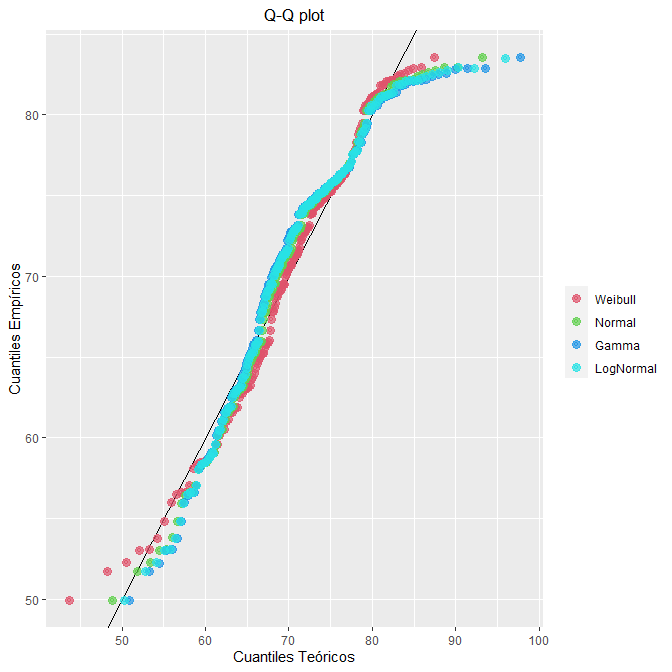 Q-Q plot
Cuantiles Empíricos
80
70
60
50
50 60 70 80 90 100
Cuantiles Teóricos
Weibull
Normal
Gamma
LogNormal